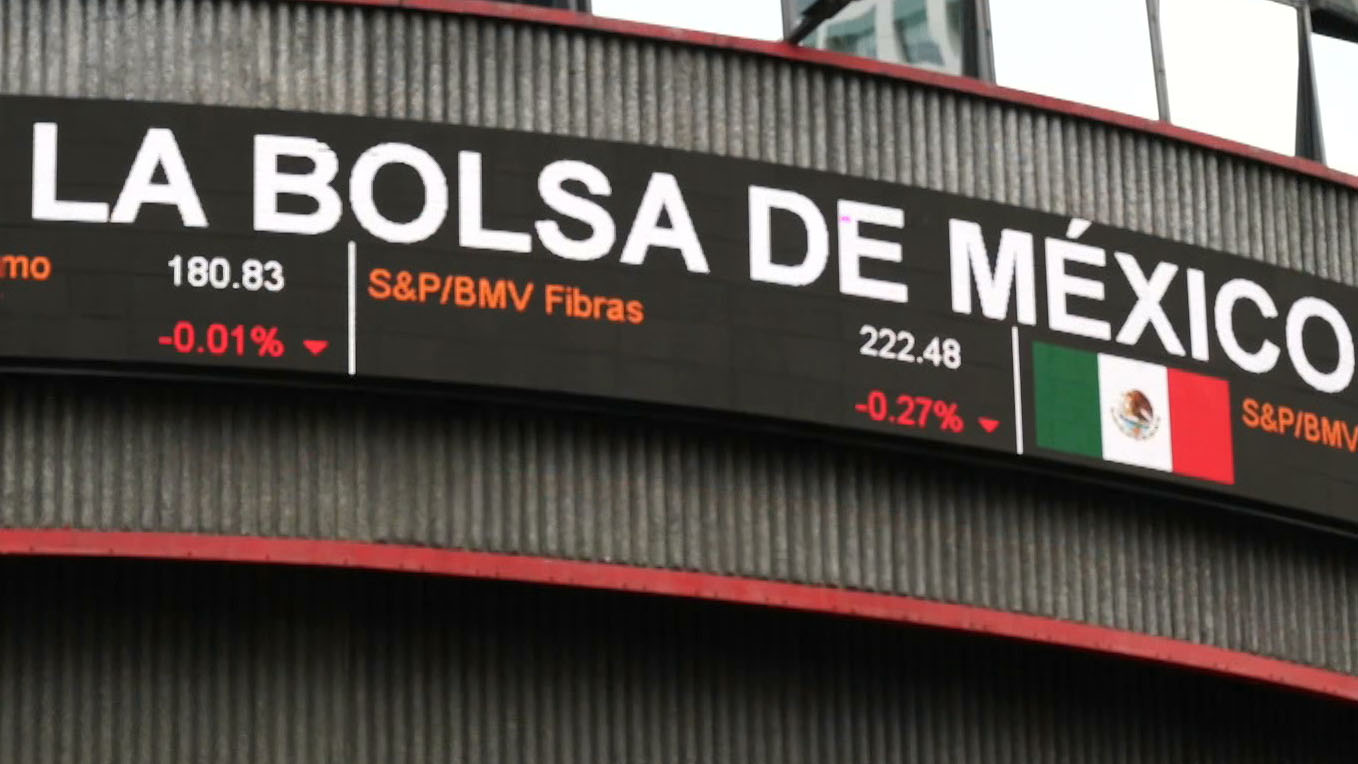 LA BOLSA DE MÉXICO
mo
180.83
-0.01%
S&P/BMV Fibras
222.48
-0.27%
S&P/BMV